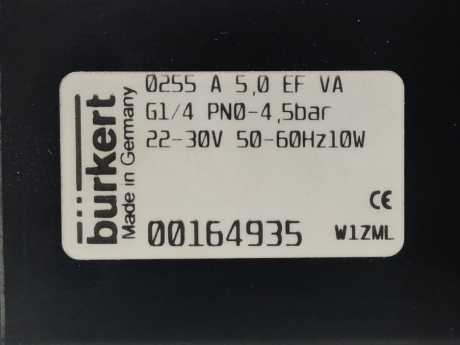 burkert
Made in Germany
0255 A 5,0 EF VA
G1/4 PN0-4,5bar
22-30V 50-60Hz10W
CE
00164935 W1ZML